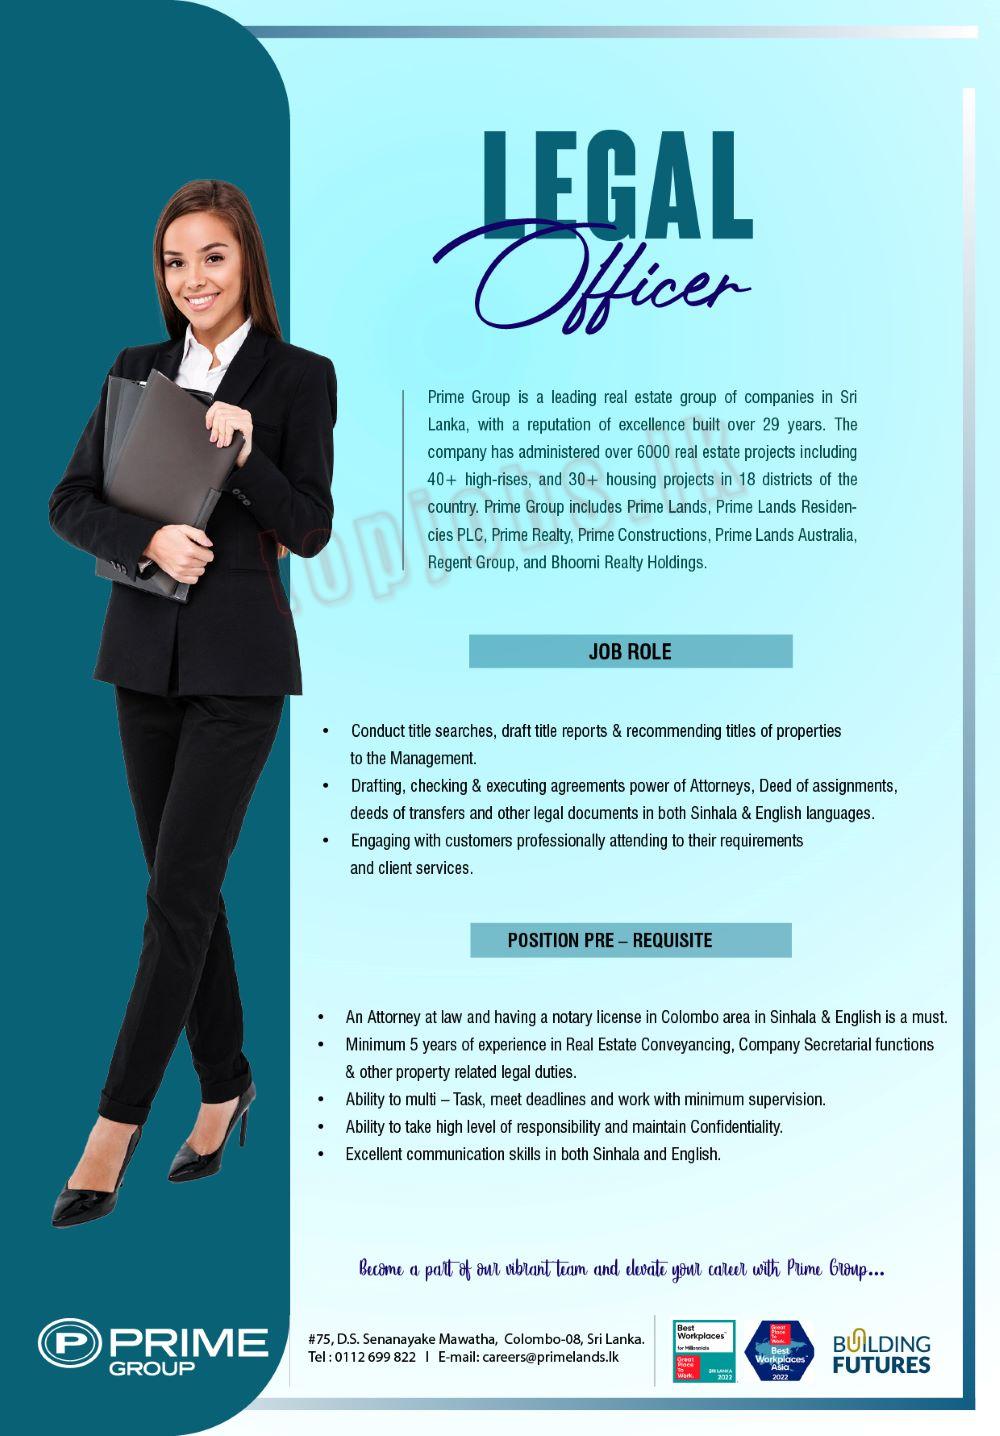 LEGAL
Officer
Prime Group is a leading real estate group of companies in Sri
Lanka, with a reputation of excellence built over 29 years. The
company has administered over 6000 real estate projects including
40+ high-rises, and 30+ housing projects in 18 districts of the
country. Prime Group includes Prime Lands, Prime Lands Residen-
cies PLC, Prime Realty, Prime Constructions, Prime Lands Australia,
Regent Group, and Bhoomi Realty Holdings.
topjobs.lk
JOB ROLE
• Conduct title searches, draft title reports & recommending titles of properties
to the Management.
• Drafting, checking & executing agreements power of Attorneys, Deed of assignments,
deeds of transfers and other legal documents in both Sinhala & English languages.
• Engaging with customers professionally attending to their requirements
and client services.
POSITION PRE – REQUISITE
• An Attorney at law and having a notary license in Colombo area in Sinhala & English is a must.
• Minimum 5 years of experience in Real Estate Conveyancing, Company Secretarial functions
& other property related legal duties.
• Ability to multi – Task, meet deadlines and work with minimum supervision.
• Ability to take high level of responsibility and maintain Confidentiality.
• Excellent communication skills in both Sinhala and English.
Become a part of our vibrant team and elevate your career with Prime Group...
P PRIME
GROUP
#75, D.S. Senanayake Mawatha, Colombo-08, Sri Lanka.
Tel : 0112 699 822 I E-mail: careers@primelands.lk
Best
Workplaces™
for Millennials
Great
Place
To
Work.
SRI LANKA
2022
Great
Place
To
Work.
Best
Workplaces™
Asia
2022
BUILDING
FUTURES